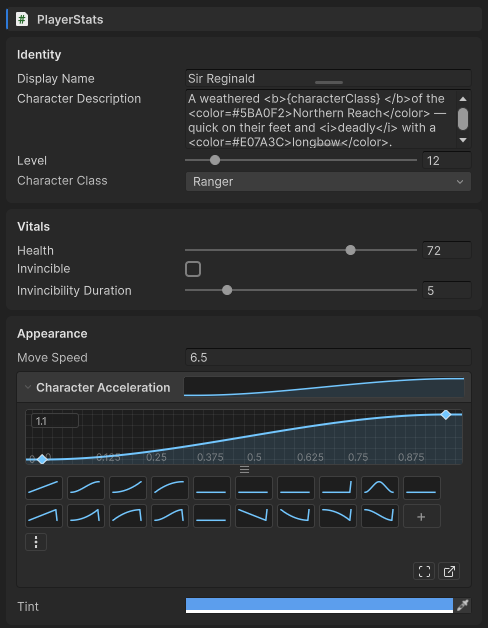 # PlayerStats
Identity
Display Name Sir Reginald
Character Description A weathered <b>{characterClass} </b>of the
<color=#5BA0F2>Northern Reach</color> —
quick on their feet and <i>deadly</i> with a
<color=#E07A3C>longbow</color>.
Level 12
Character Class Ranger
Vitals
Health 72
Invincible
Invincibility Duration 5
Appearance
Move Speed 6.5
Character Acceleration
1.1
0 0.125 0.25 0.375 0.5 0.625 0.75 0.875
+
Tint